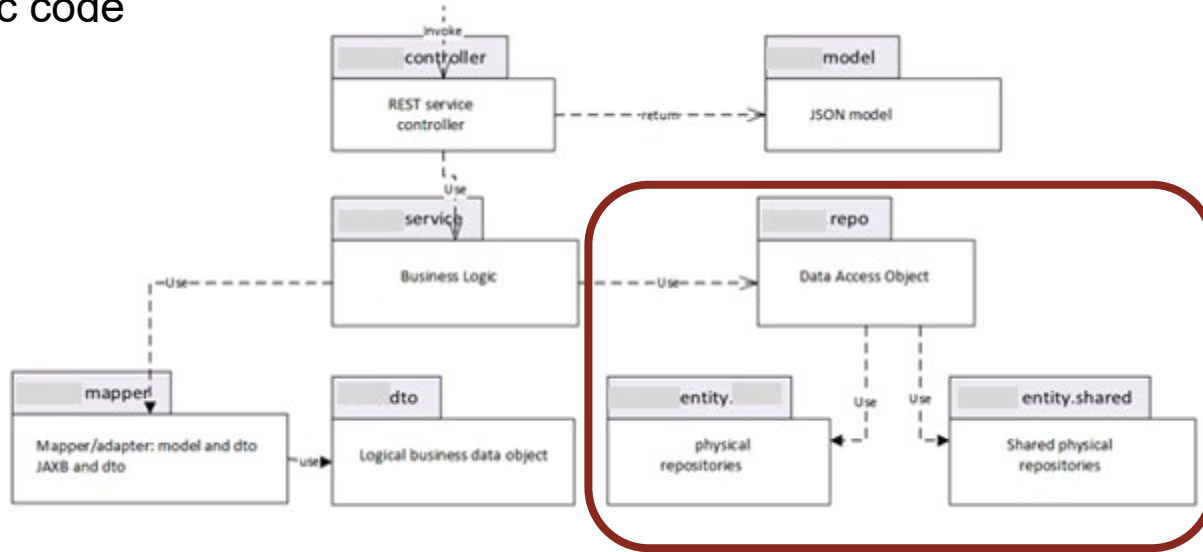 c code
Invoke
controller
REST service
controller
return
model
JSON model
Use
service
Business Logic
Use
Use
repo
Data Access Object
mapper
Mapper/adapter: model and dto
JAXB and dto
use
dto
Logical business data object
entity.
physical
repositories
Use
Use
entity.shared
Shared physical
repositories